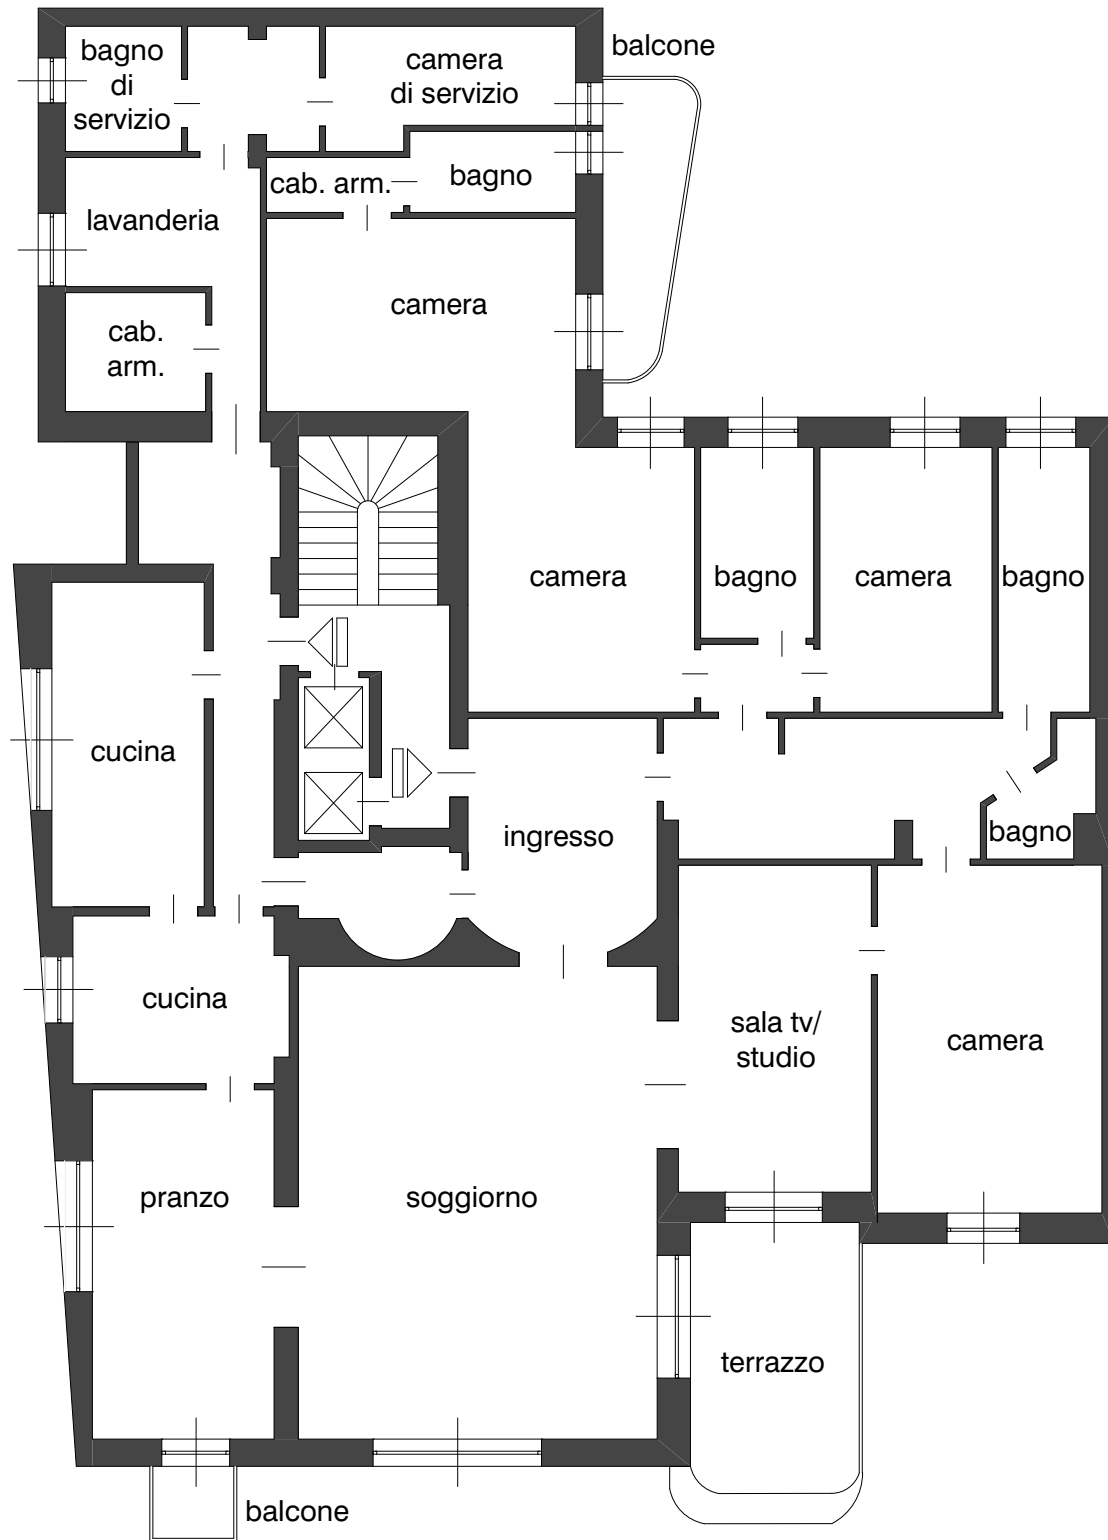 balcone
bagno
di
servizio
camera
di servizio
cab. arm.
bagno
lavanderia
camera
cab.
arm.
camera
bagno
camera
bagno
cucina
ingresso
bagno
cucina
sala tv/
studio
camera
pranzo
soggiorno
terrazzo
balcone